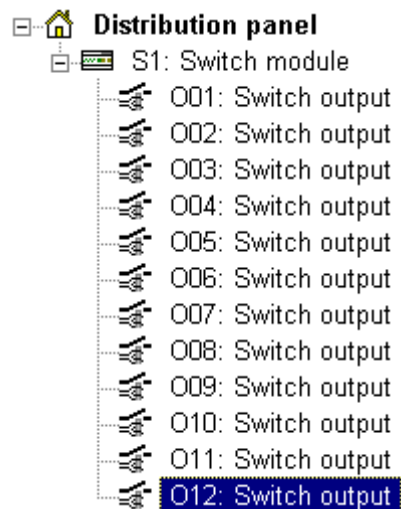 Distribution panel
S1: Switch module
O01: Switch output
O02: Switch output
O03: Switch output
O04: Switch output
O05: Switch output
O06: Switch output
O07: Switch output
O08: Switch output
O09: Switch output
O10: Switch output
O11: Switch output
O12: Switch output